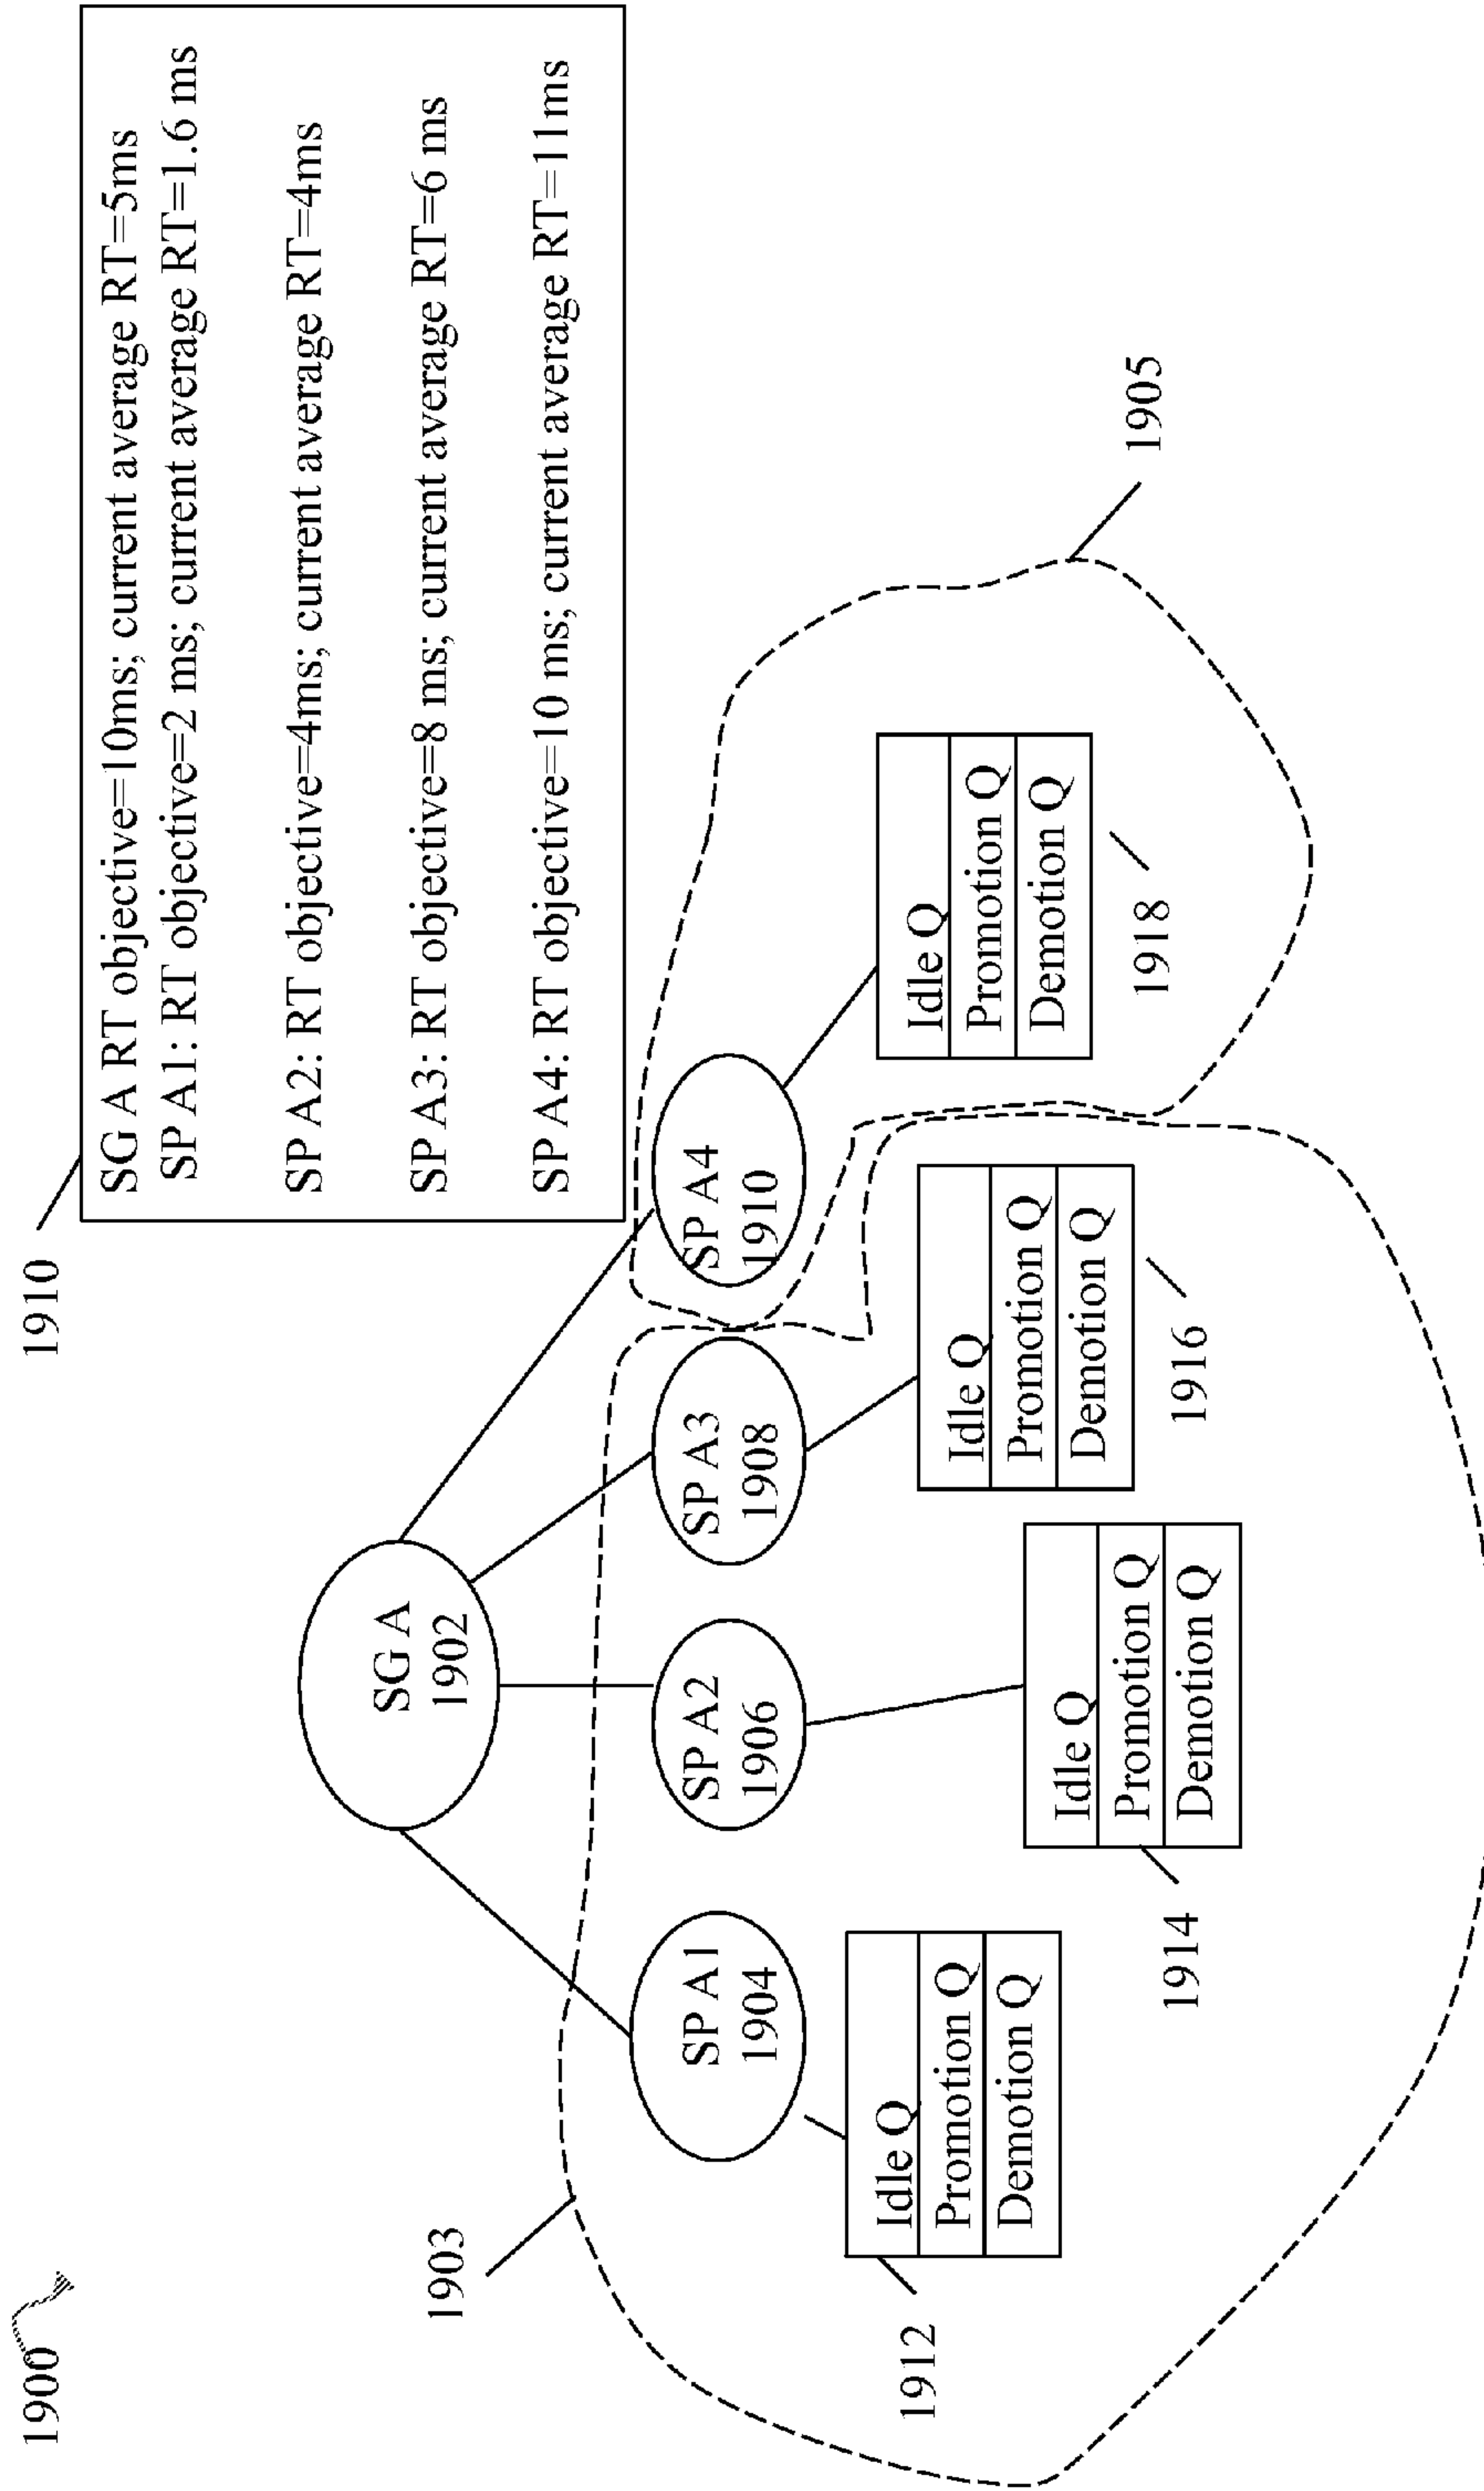 1900
1910
SG A RT objective=10ms; current average RT=5ms
SP A1: RT objective=2 ms; current average RT=1.6 ms
SP A2: RT objective=4ms; current average RT=4ms
SP A3: RT objective=8 ms; current average RT=6 ms
SP A4: RT objective=10 ms; current average RT=11ms
SG A
1902
1903
SP A1
1904
SP A2
1906
SP A3
1908
SP A4
1910
1905
Idle Q
Promotion Q
Demotion Q
1912
Idle Q
Promotion Q
Demotion Q
1914
Idle Q
Promotion Q
Demotion Q
1916
Idle Q
Promotion Q
Demotion Q
1918